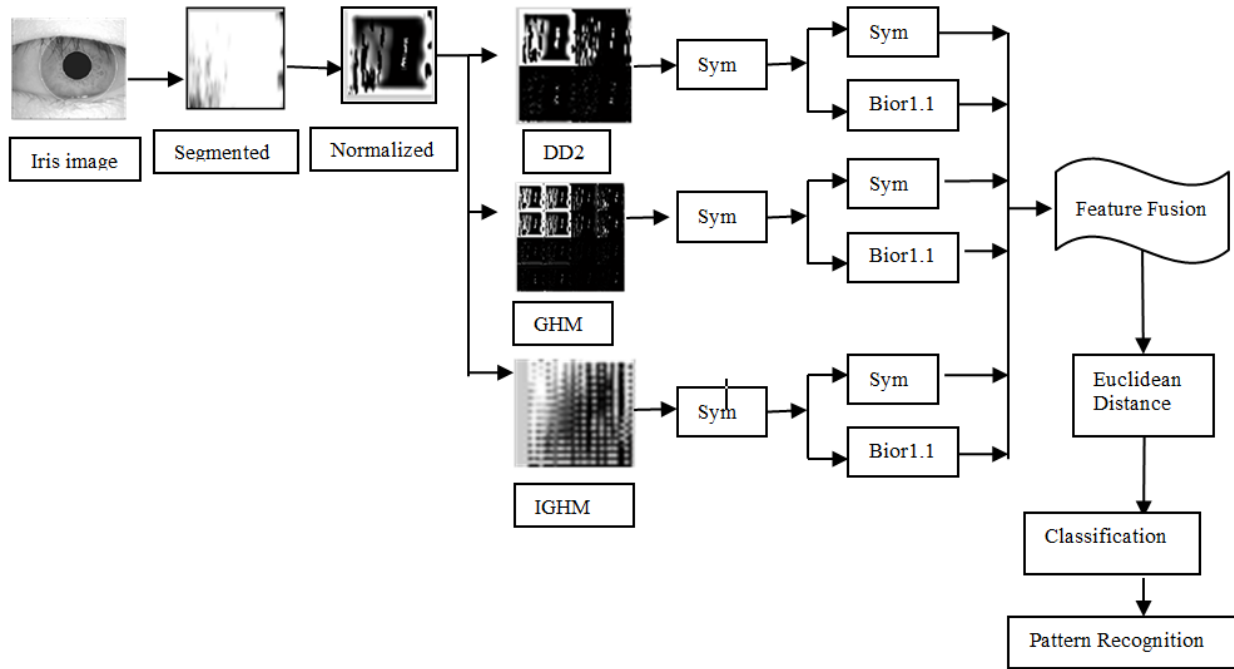 Iris image
Segmented
Normalized
DD2
Sym
Sym
Bior1.1
GHM
Sym
Sym
Bior1.1
IGHM
Sym
Sym
Bior1.1
Feature Fusion
Euclidean
Distance
Classification
Pattern Recognition